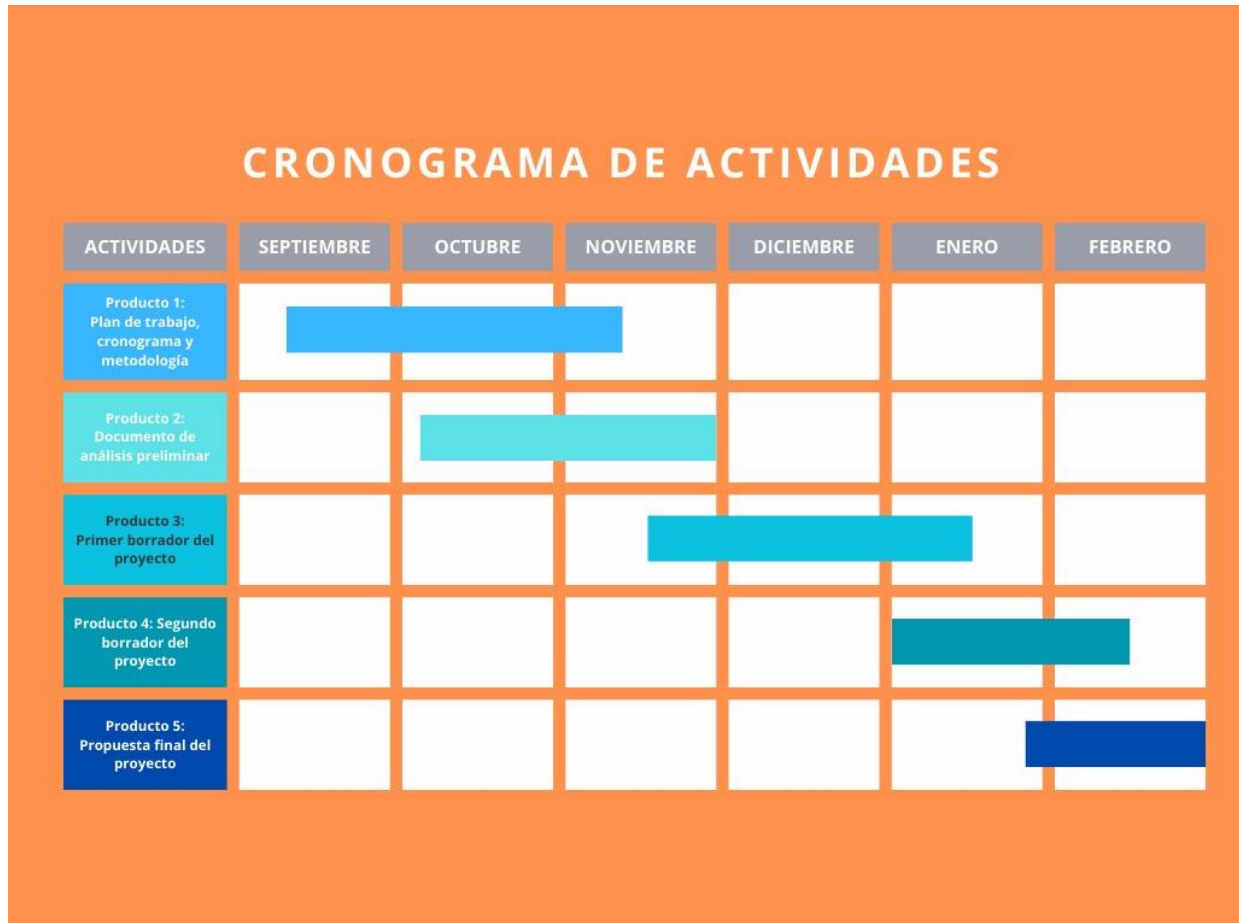 CRONOGRAMA DE ACTIVIDADES
ACTIVIDADES
SEPTIEMBRE
OCTUBRE
NOVIEMBRE
DICIEMBRE
ENERO
FEBRERO
Producto 1:
Plan de trabajo,
cronograma y
metodología
Producto 2:
Documento de
análisis preliminar
Producto 3:
Primer borrador del
proyecto
Producto 4: Segundo
borrador del
proyecto
Producto 5:
Propuesta final del
proyecto